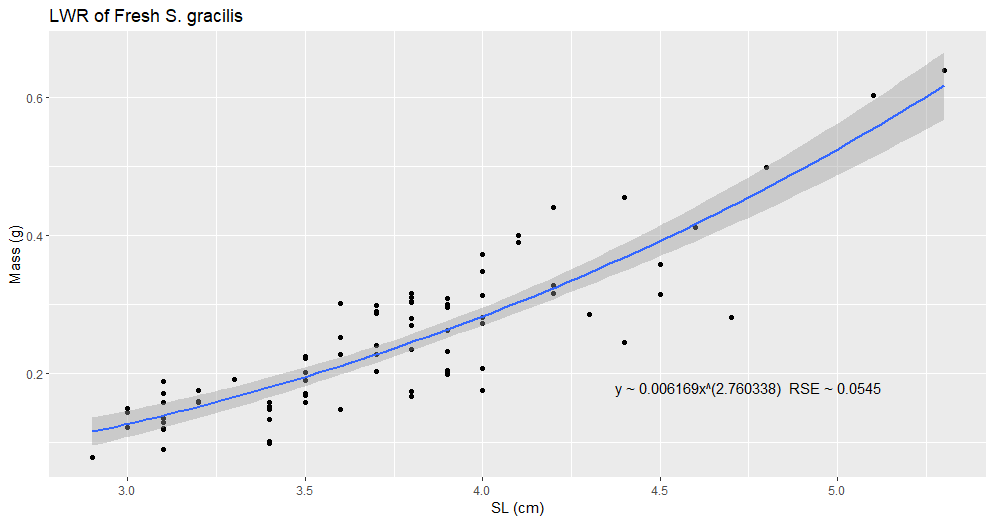 LWR of Fresh S. gracilis
Mass (g)
0.6
0.4
0.2
y ~ 0.006169x^(2.760338)  RSE ~ 0.0545
3.0 3.5 4.0 4.5 5.0
SL (cm)